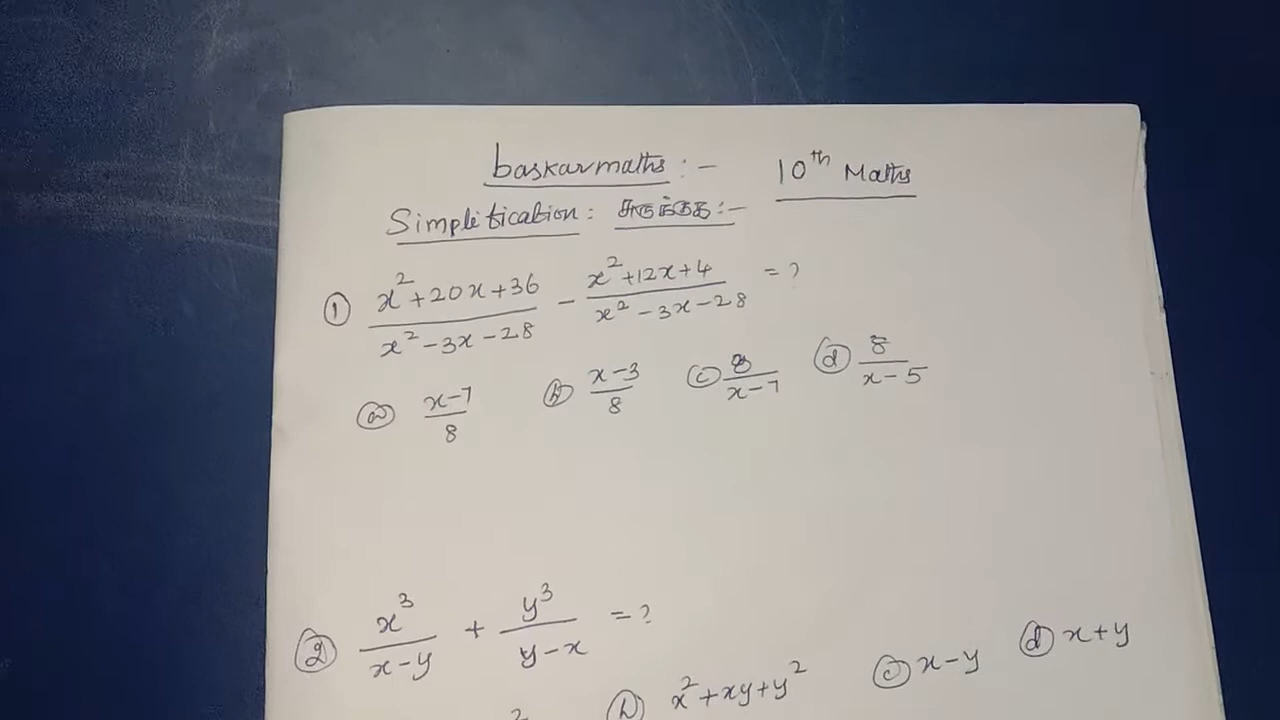 baskarmaths:- 10th Maths
Simplification: சுருக்குக:-
① (x²+20x+36)/(x²-3x-28) - (x²+12x+4)/(x²-3x-28) = ?
ⓐ (x-7)/8 ⓑ (x-3)/8 ⓒ 8/(x-7) ⓓ 8/(x-5)
② x³/(x-y) + y³/(y-x) = ?
ⓑ x²+xy+y² ⓒ x-y ⓓ x+y